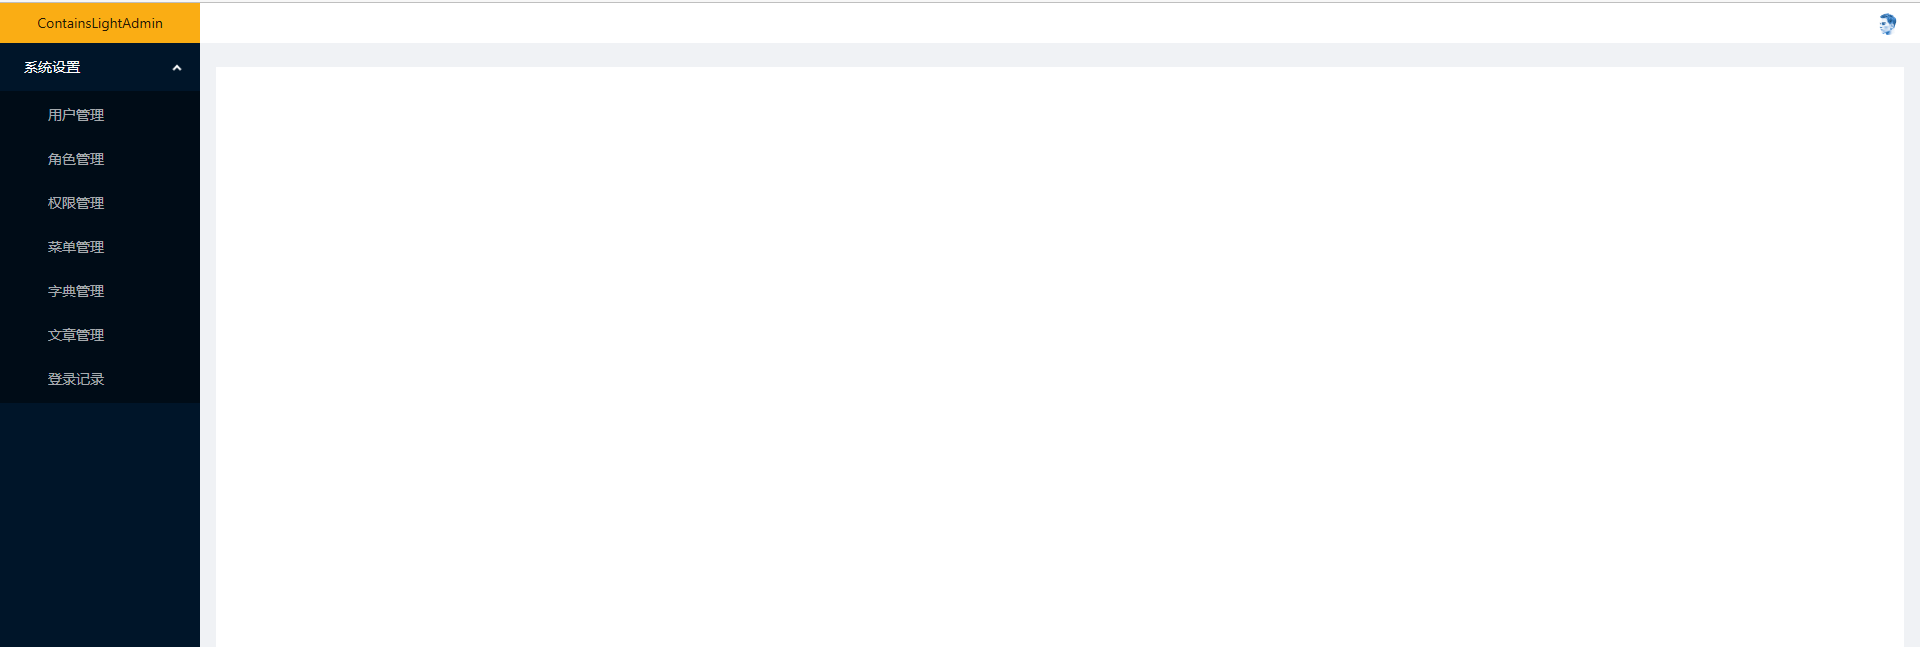 ContainsLightAdmin
系统设置
用户管理
角色管理
权限管理
菜单管理
字典管理
文章管理
登录记录